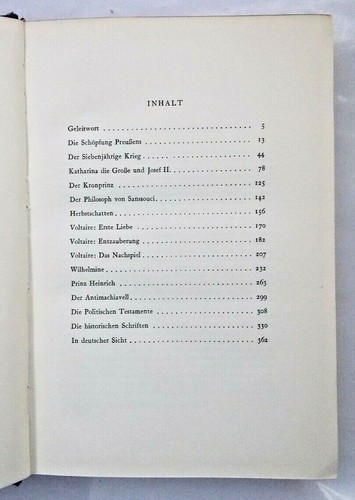 INHALT
Geleitwort . . . . . . . . . . . . . . . . . . . . 5
Die Schöpfung Preußens . . . . . . . . . . . . . . . . 13
Der Siebenjährige Krieg . . . . . . . . . . . . . . . . 44
Katharina die Große und Josef II. . . . . . . . . . . . . 78
Der Kronprinz . . . . . . . . . . . . . . . . . . . 125
Der Philosoph von Sanssouci . . . . . . . . . . . . . . 142
Herbstschatten . . . . . . . . . . . . . . . . . . . 156
Voltaire: Erste Liebe . . . . . . . . . . . . . . . . . 170
Voltaire: Entzauberung . . . . . . . . . . . . . . . . 182
Voltaire: Das Nachspiel . . . . . . . . . . . . . . . . 207
Wilhelmine . . . . . . . . . . . . . . . . . . . . 232
Prinz Heinrich . . . . . . . . . . . . . . . . . . . 265
Der Antimachiavell . . . . . . . . . . . . . . . . . 299
Die Politischen Testamente . . . . . . . . . . . . . . 308
Die historischen Schriften . . . . . . . . . . . . . . . 330
In deutscher Sicht . . . . . . . . . . . . . . . . . 362